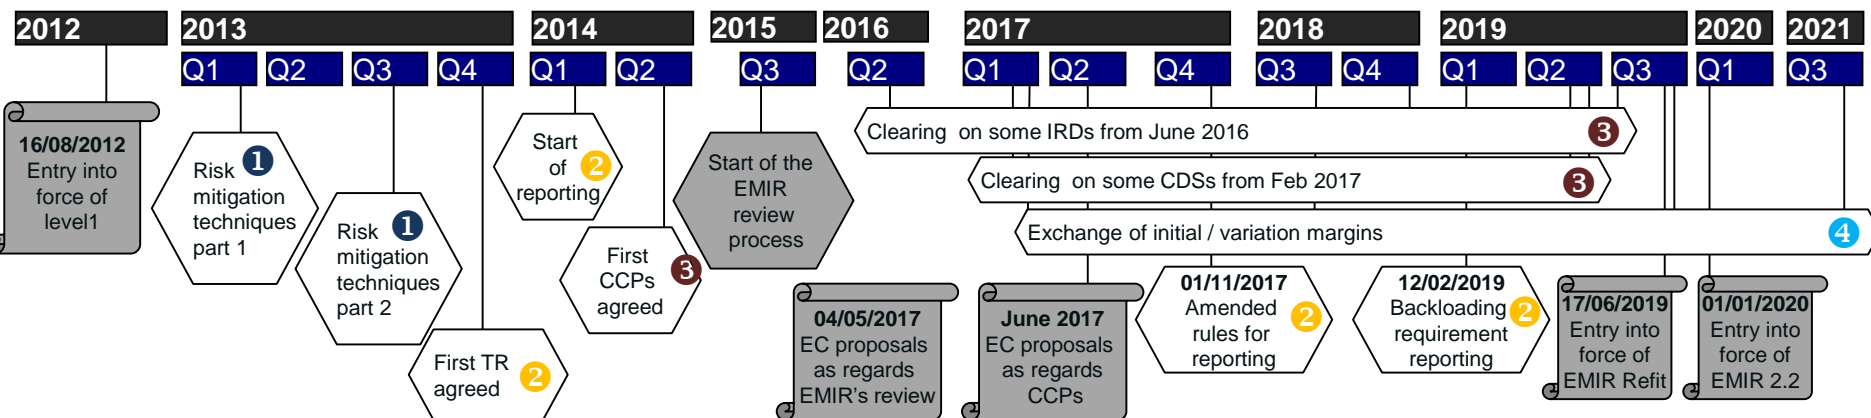 2012
2013
2014
2015
2016
2017
2018
2019
2020
2021
Q1
Q2
Q3
Q4
Q1
Q2
Q3
Q2
Q1
Q2
Q4
Q3
Q4
Q1
Q2
Q3
Q1
Q3
16/08/2012
Entry into
force of
level1
Risk 1
mitigation
techniques
part 1
Risk 1
mitigation
techniques
part 2
First TR
agreed 2
Start
of 2
reporting
First
CCPs 3
agreed
Start of the
EMIR
review
process
Clearing on some IRDs from June 2016 3
Clearing on some CDSs from Feb 2017 3
Exchange of initial / variation margins 4
04/05/2017
EC proposals
as regards
EMIR's review
June 2017
EC proposals
as regards
CCPs
01/11/2017
Amended
rules for 2
reporting
12/02/2019
Backloading 2
requirement
reporting
17/06/2019
Entry into
force of
EMIR Refit
01/01/2020
Entry into
force of
EMIR 2.2